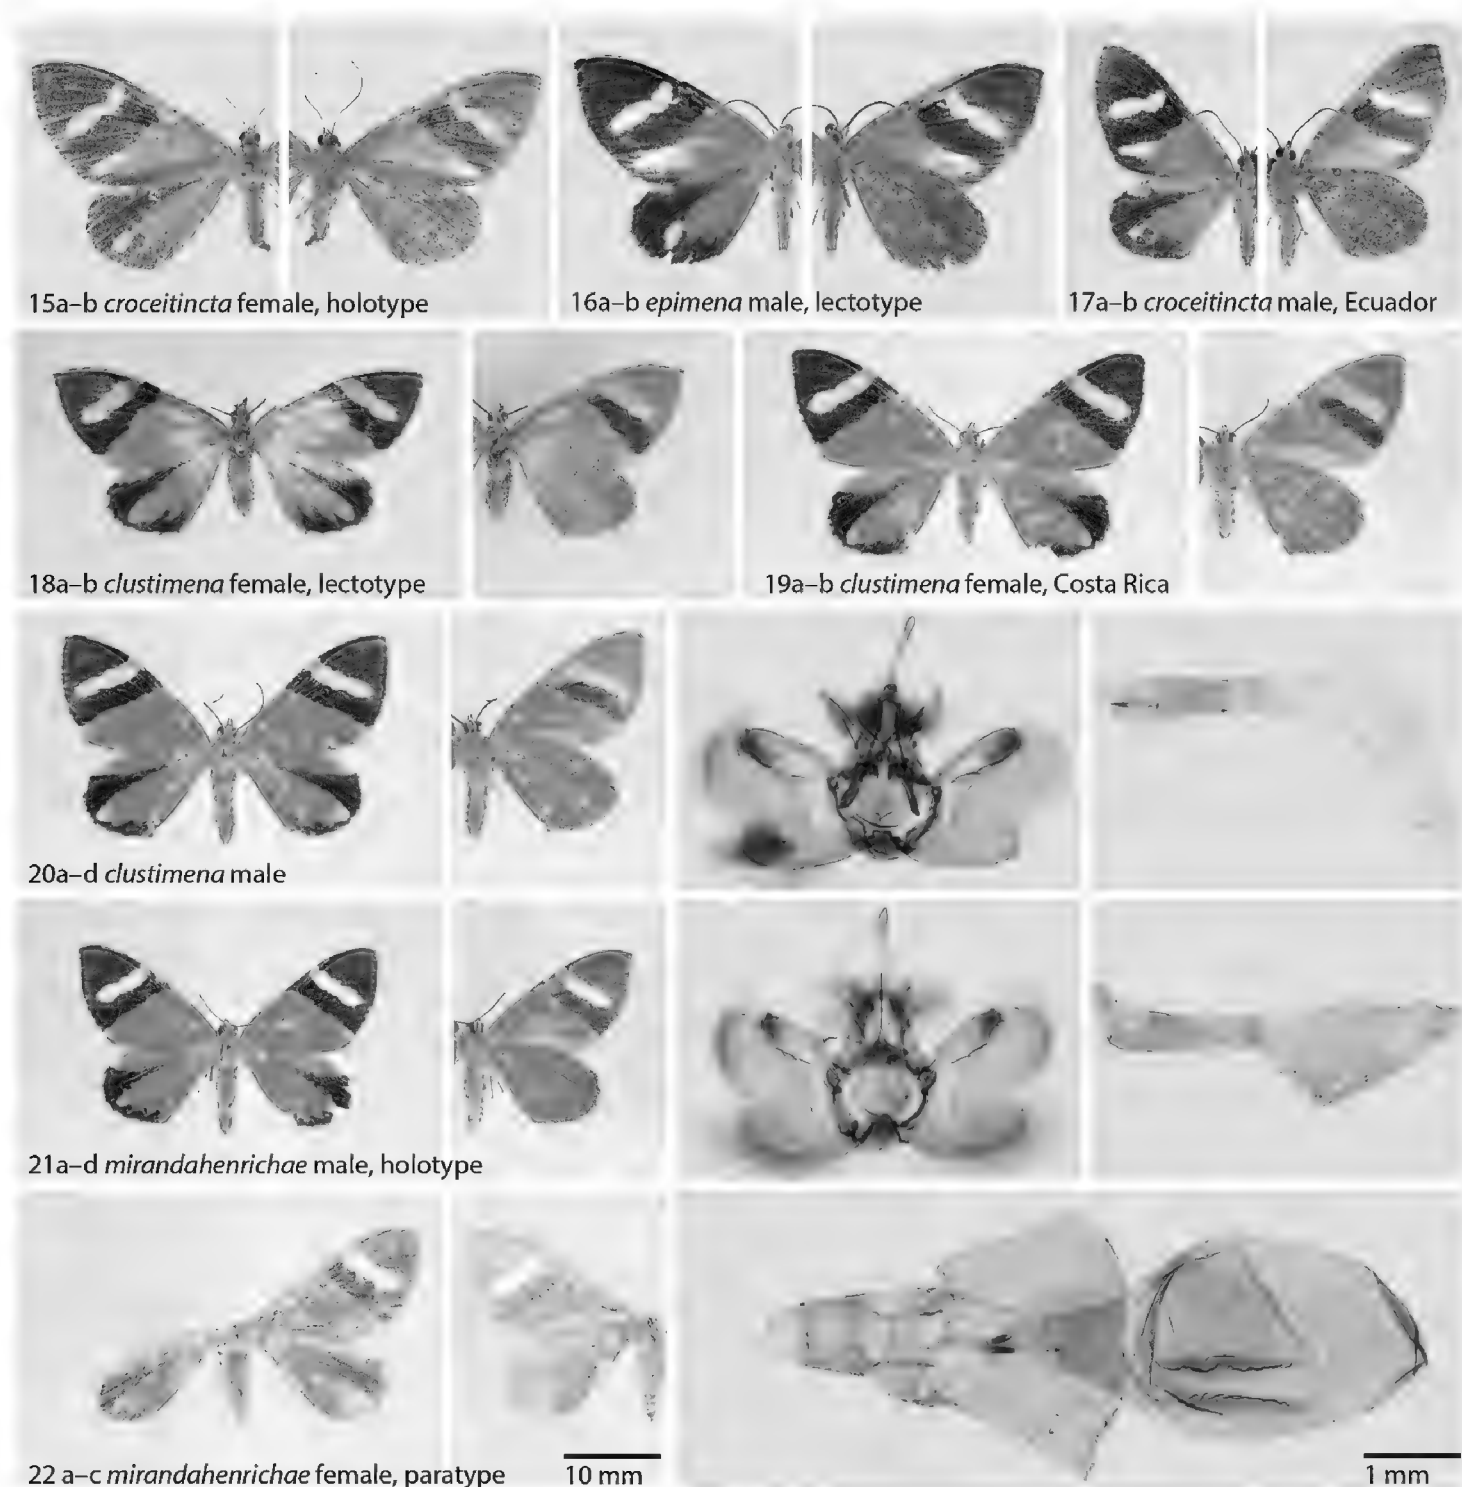 15a–b croceitincta female, holotype
16a–b epimena male, lectotype
17a–b croceitincta male, Ecuador
18a–b clustimena female, lectotype
19a–b clustimena female, Costa Rica
20a–d clustimena male
21a–d mirandahenrichae male, holotype
22 a–c mirandahenrichae female, paratype
10 mm
1 mm